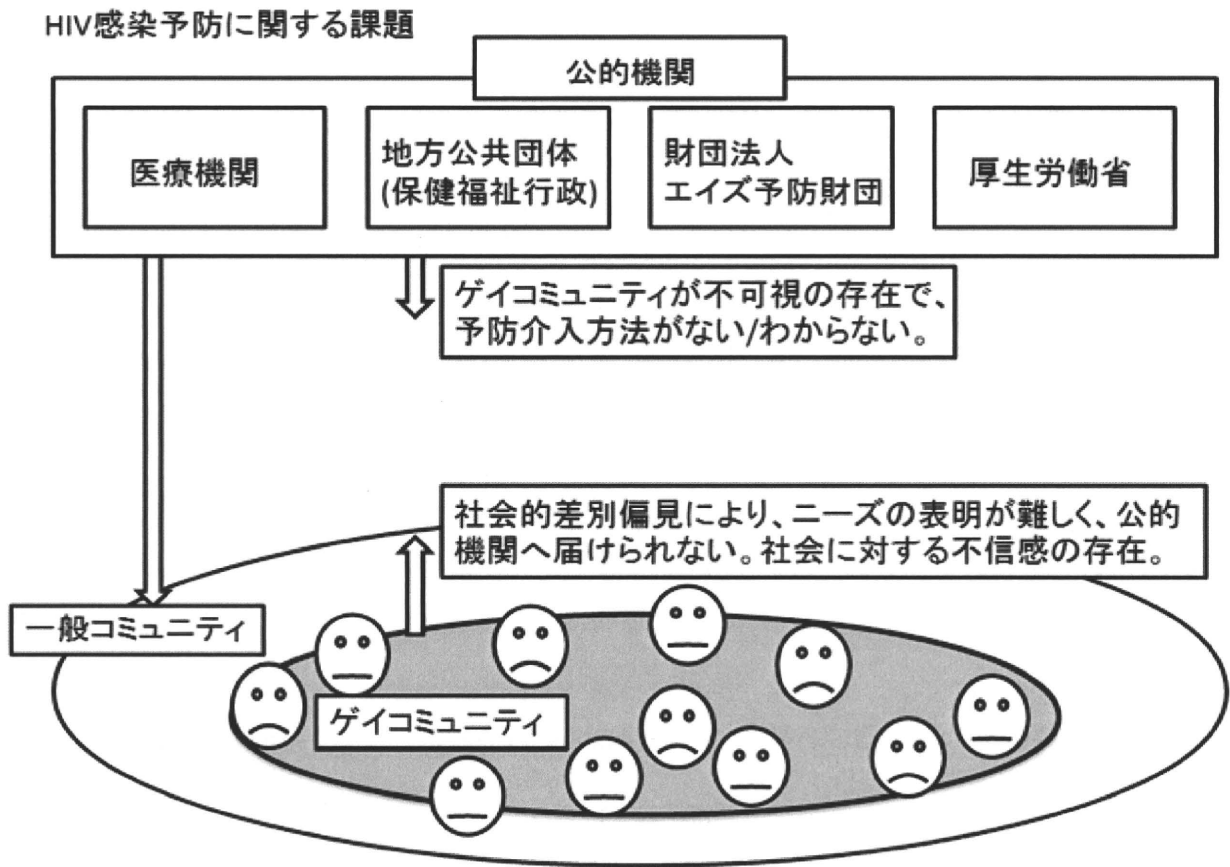 HIV感染予防に関する課題
公的機関
医療機関
地方公共団体
(保健福祉行政)
財団法人
エイズ予防財団
厚生労働省
ゲイコミュニティが不可視の存在で、
予防介入方法がない/わからない。
社会的差別偏見により、ニーズの表明が難しく、公的
機関へ届けられない。社会に対する不信感の存在。
一般コミュニティ
ゲイコミュニティ